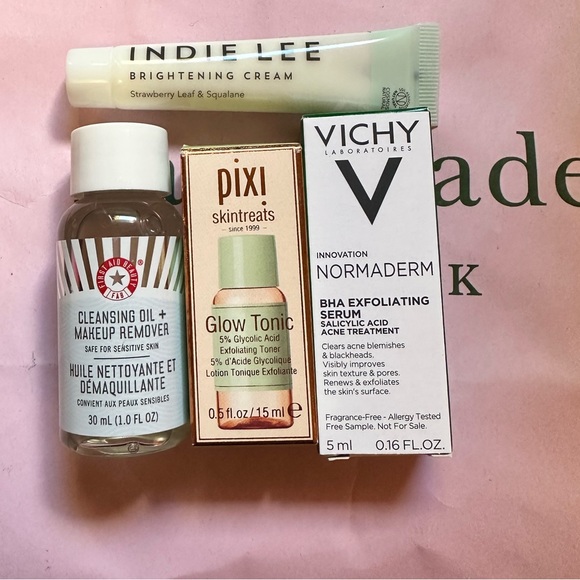 INDIE LEE
BRIGHTENING CREAM
Strawberry Leaf & Squalane
FIRST AID BEAUTY
FAB
CLEANSING OIL +
MAKEUP REMOVER
SAFE FOR SENSITIVE SKIN
HUILE NETTOYANTE ET
DÉMAQUILLANTE
CONVIENT AUX PEAUX SENSIBLES
30 mL (1.0 FL OZ)
pixi
skintreats
– since 1999 –
Glow Tonic
5% Glycolic Acid
Exfoliating Toner
5% d'Acide Glycolique
Lotion Tonique Exfoliante
0.5 fl.oz/15 ml e
VICHY
LABORATOIRES
V
INNOVATION
NORMADERM
BHA EXFOLIATING
SERUM
SALICYLIC ACID
ACNE TREATMENT
Clears acne blemishes
& blackheads.
Visibly improves
skin texture & pores.
Renews & exfoliates
the skin's surface.
Fragrance-Free - Allergy Tested
Free Sample. Not For Sale.
5 ml 0.16 FL.OZ.
ade
K